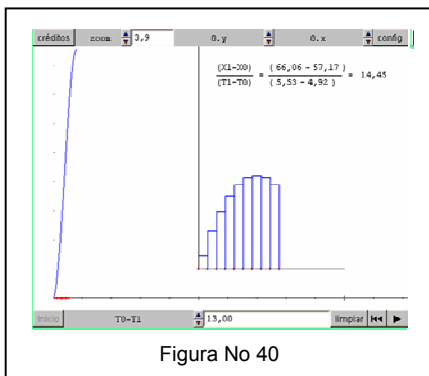 créditos zoom 3,9 0.y 0.x config
(X1-X0) ( 66,06 - 57,17 )
= = 14,45
(T1-T0) ( 5,53 - 4,92 )
inicio T0-T1 13,00 limpiar
Figura No 40